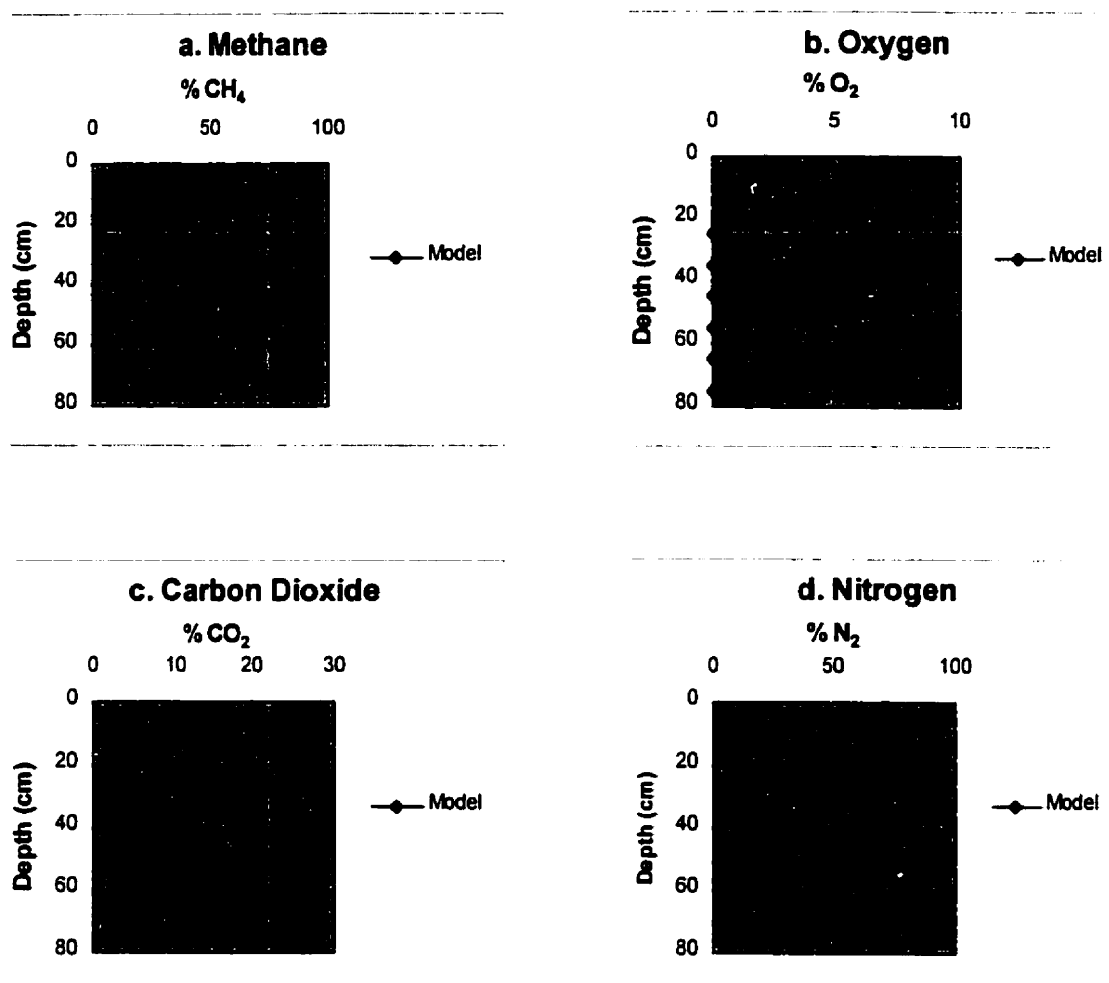 a. Methane
% CH₄
0 50 100
0
20
40
60
80
Depth (cm)
Model
b. Oxygen
% O₂
0 5 10
0
20
40
60
80
Depth (cm)
Model
c. Carbon Dioxide
% CO₂
0 10 20 30
0
20
40
60
80
Depth (cm)
Model
d. Nitrogen
% N₂
0 50 100
0
20
40
60
80
Depth (cm)
Model